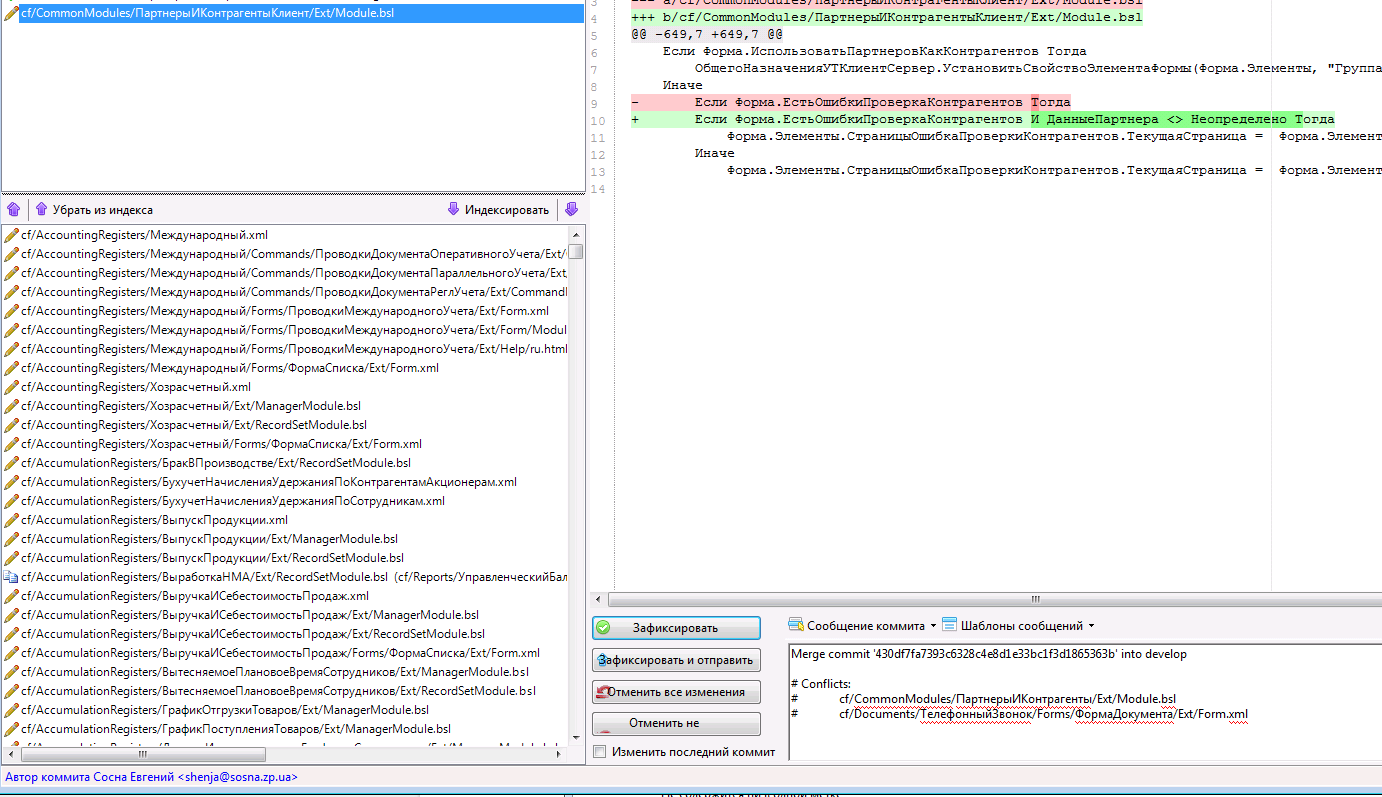 cf/CommonModules/ПартнерыИКонтрагентыКлиент/Ext/Module.bsl
Убрать из индекса
Индексировать
cf/AccountingRegisters/Международный.xml
cf/AccountingRegisters/Международный/Commands/ПроводкиДокументаОперативногоУчета/Ext/
cf/AccountingRegisters/Международный/Commands/ПроводкиДокументаПараллельногоУчета/Ext
cf/AccountingRegisters/Международный/Commands/ПроводкиДокументаРеглУчета/Ext/Command
cf/AccountingRegisters/Международный/Forms/ПроводкиМеждународногоУчета/Ext/Form.xml
cf/AccountingRegisters/Международный/Forms/ПроводкиМеждународногоУчета/Ext/Form/Modul
cf/AccountingRegisters/Международный/Forms/ПроводкиМеждународногоУчета/Ext/Help/ru.html
cf/AccountingRegisters/Международный/Forms/ФормаСписка/Ext/Form.xml
cf/AccountingRegisters/Хозрасчетный.xml
cf/AccountingRegisters/Хозрасчетный/Ext/ManagerModule.bsl
cf/AccountingRegisters/Хозрасчетный/Ext/RecordSetModule.bsl
cf/AccountingRegisters/Хозрасчетный/Forms/ФормаСписка/Ext/Form.xml
cf/AccumulationRegisters/БракВПроизводстве/Ext/RecordSetModule.bsl
cf/AccumulationRegisters/БухучетНачисленияУдержанияПоКонтрагентамАкционерам.xml
cf/AccumulationRegisters/БухучетНачисленияУдержанияПоСотрудникам.xml
cf/AccumulationRegisters/ВыпускПродукции.xml
cf/AccumulationRegisters/ВыпускПродукции/Ext/ManagerModule.bsl
cf/AccumulationRegisters/ВыпускПродукции/Ext/RecordSetModule.bsl
cf/AccumulationRegisters/ВыработкаНМА/Ext/RecordSetModule.bsl (cf/Reports/УправленческийБал
cf/AccumulationRegisters/ВыручкаИСебестоимостьПродаж.xml
cf/AccumulationRegisters/ВыручкаИСебестоимостьПродаж/Ext/ManagerModule.bsl
cf/AccumulationRegisters/ВыручкаИСебестоимостьПродаж/Ext/RecordSetModule.bsl
cf/AccumulationRegisters/ВыручкаИСебестоимостьПродаж/Forms/ФормаСписка/Ext/Form.xml
cf/AccumulationRegisters/ВытесняемоеПлановоеВремяСотрудников/Ext/ManagerModule.bsl
cf/AccumulationRegisters/ВытесняемоеПлановоеВремяСотрудников/Ext/RecordSetModule.bsl
cf/AccumulationRegisters/ГрафикОтгрузкиТоваров/Ext/ManagerModule.bsl
cf/AccumulationRegisters/ГрафикПоступленияТоваров/Ext/ManagerModule.bsl
3 --- a/cf/CommonModules/ПартнерыИКонтрагентыКлиент/Ext/Module.bsl
4 +++ b/cf/CommonModules/ПартнерыИКонтрагентыКлиент/Ext/Module.bsl
5 @@ -649,7 +649,7 @@
6 Если Форма.ИспользоватьПартнеровКакКонтрагентов Тогда
7 ОбщегоНазначенияУТКлиентСервер.УстановитьСвойствоЭлементаФормы(Форма.Элементы, "Группа
8 Иначе
9 - Если Форма.ЕстьОшибкиПроверкаКонтрагентов Тогда
10 + Если Форма.ЕстьОшибкиПроверкаКонтрагентов И ДанныеПартнера <> Неопределено Тогда
11 Форма.Элементы.СтраницыОшибкаПроверкиКонтрагентов.ТекущаяСтраница = Форма.Элемент
12 Иначе
13 Форма.Элементы.СтраницыОшибкаПроверкиКонтрагентов.ТекущаяСтраница = Форма.Элемент
14
Зафиксировать
Зафиксировать и отправить
Отменить все изменения
Отменить не
Изменить последний коммит
Сообщение коммита
Шаблоны сообщений
Merge commit '430df7fa7393c6328c4e8d1e33bc1f3d1865363b' into develop
# Conflicts:
# cf/CommonModules/ПартнерыИКонтрагенты/Ext/Module.bsl
# cf/Documents/ТелефонныйЗвонок/Forms/ФормаДокумента/Ext/Form.xml
Автор коммита Сосна Евгений <shenja@sosna.zp.ua>